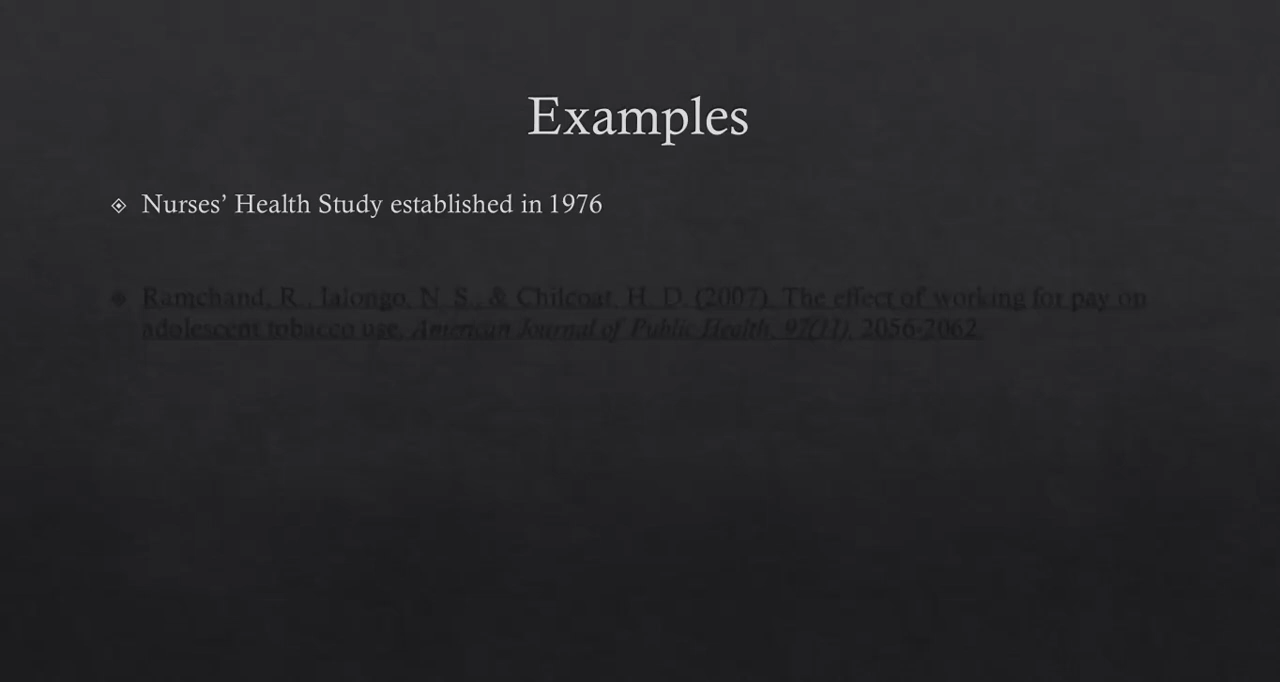 Examples
Nurses’ Health Study established in 1976
Ramchand, R., Ialongo, N. S., & Chilcoat, H. D. (2007). The effect of working for pay on
adolescent tobacco use. American Journal of Public Health, 97(11), 2056-2062.